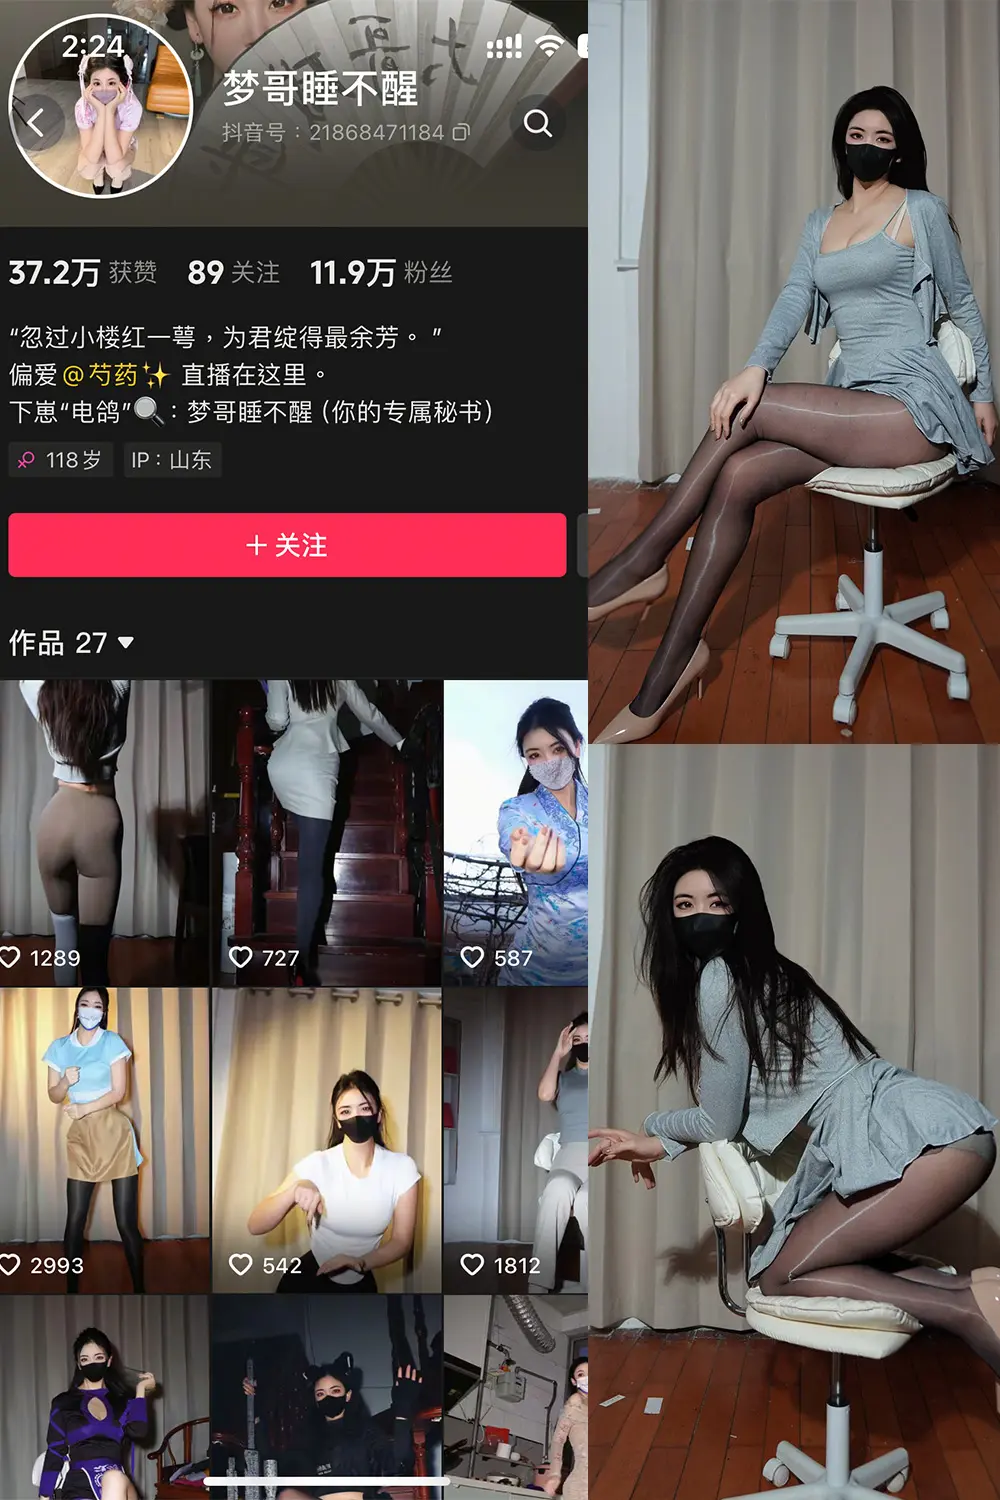 2:24
梦哥睡不醒
抖音号：21868471184
37.2万 获赞 89 关注 11.9万 粉丝
“忽过小楼红一萼，为君绽得最余芳。”
偏爱@芍药✨ 直播在这里。
下崽“电鸽”🔍：梦哥睡不醒（你的专属秘书）
118岁 IP：山东
＋关注
作品 27
1289
727
587
2993
542
1812